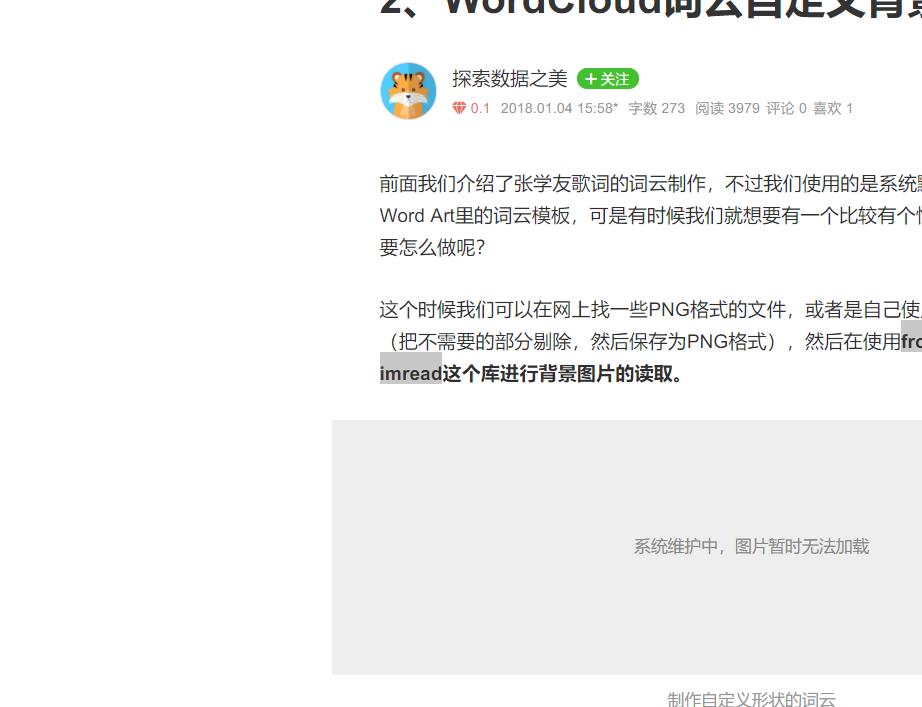 2、WordCloud词云自定义背景
探索数据之美 +关注
0.1 2018.01.04 15:58* 字数 273 阅读 3979 评论 0 喜欢 1
前面我们介绍了张学友歌词的词云制作，不过我们使用的是系统
Word Art里的词云模板，可是有时候我们就想要有一个比较有个
要怎么做呢？
这个时候我们可以在网上找一些PNG格式的文件，或者是自己使
（把不需要的部分剔除，然后保存为PNG格式），然后在使用fro
imread这个库进行背景图片的读取。
系统维护中，图片暂时无法加载
制作自定义形状的词云